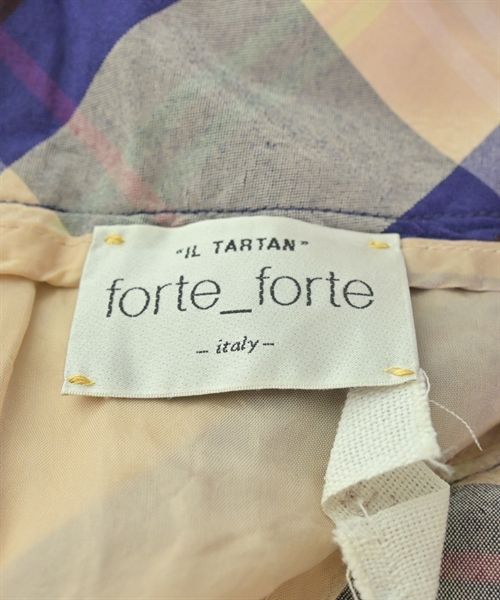 "IL TARTAN"
forte_forte
- italy -